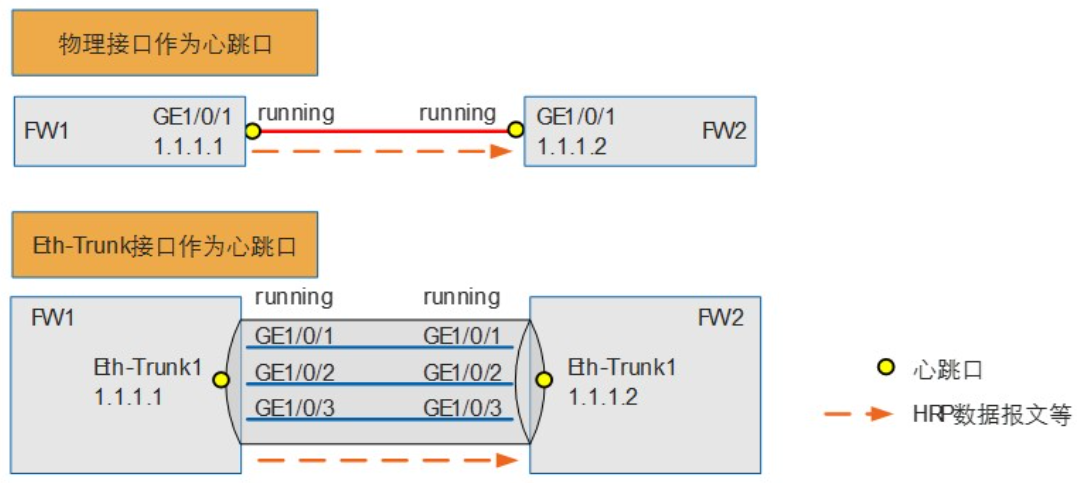 物理接口作为心跳口
running running
FW1 GE1/0/1 GE1/0/1 FW2
1.1.1.1 1.1.1.2
Eth-Trunk接口作为心跳口
running running
FW1 FW2
GE1/0/1 GE1/0/1
Eth-Trunk1 GE1/0/2 GE1/0/2 Eth-Trunk1
1.1.1.1 GE1/0/3 GE1/0/3 1.1.1.2
心跳口
HRP数据报文等